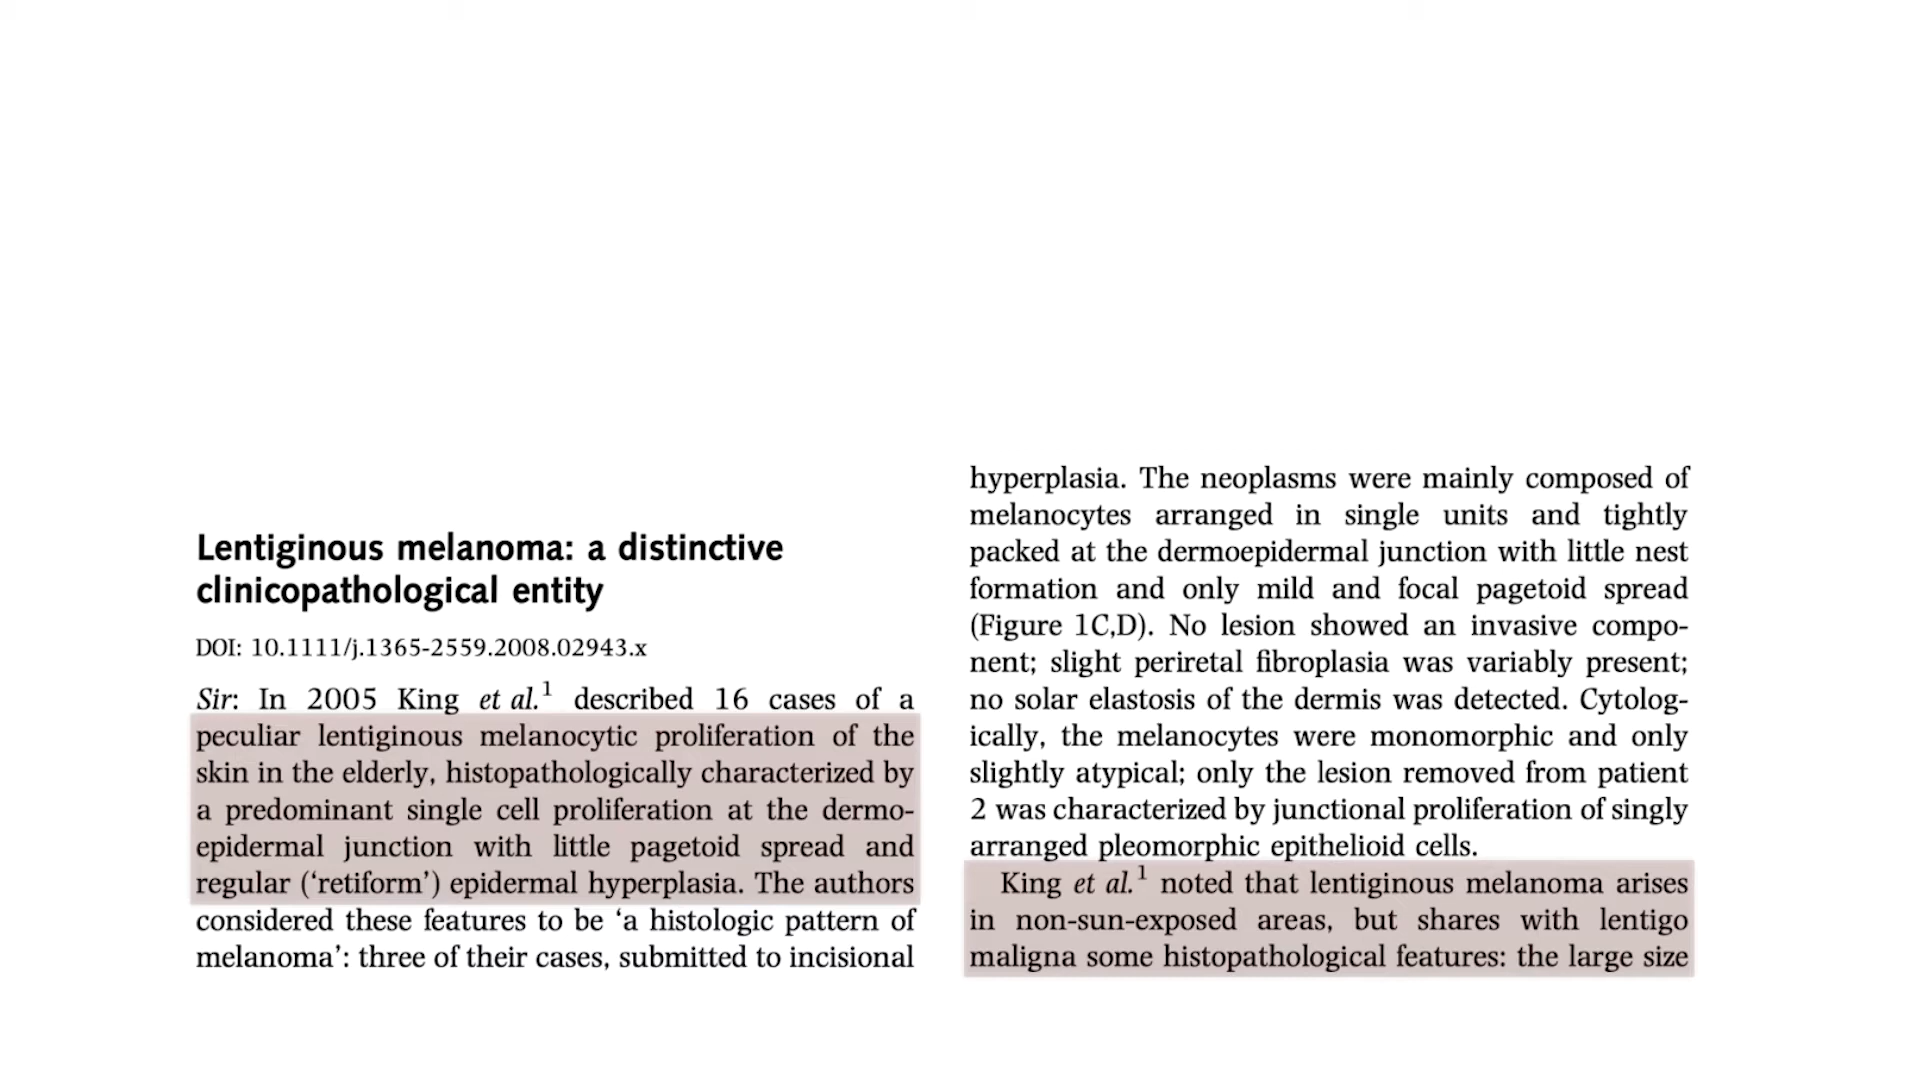 Lentiginous melanoma: a distinctive
clinicopathological entity
DOI: 10.1111/j.1365-2559.2008.02943.x
Sir: In 2005 King et al.1 described 16 cases of a
peculiar lentiginous melanocytic proliferation of the
skin in the elderly, histopathologically characterized by
a predominant single cell proliferation at the dermo-
epidermal junction with little pagetoid spread and
regular (‘retiform’) epidermal hyperplasia. The authors
considered these features to be ‘a histologic pattern of
melanoma’: three of their cases, submitted to incisional
hyperplasia. The neoplasms were mainly composed of
melanocytes arranged in single units and tightly
packed at the dermoepidermal junction with little nest
formation and only mild and focal pagetoid spread
(Figure 1C,D). No lesion showed an invasive compo-
nent; slight periretal fibroplasia was variably present;
no solar elastosis of the dermis was detected. Cytolog-
ically, the melanocytes were monomorphic and only
slightly atypical; only the lesion removed from patient
2 was characterized by junctional proliferation of singly
arranged pleomorphic epithelioid cells.
King et al.1 noted that lentiginous melanoma arises
in non-sun-exposed areas, but shares with lentigo
maligna some histopathological features: the large size